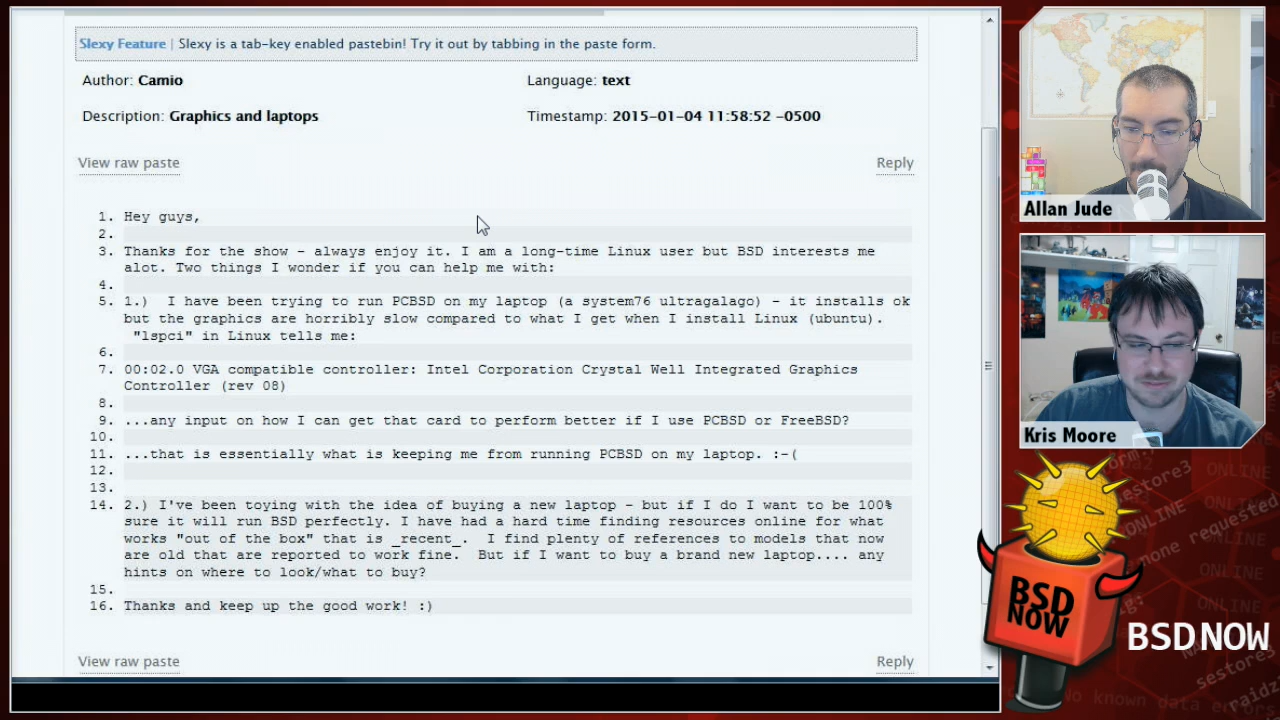 Slexy Feature | Slexy is a tab-key enabled pastebin! Try it out by tabbing in the paste form.
Author: Camio
Language: text
Description: Graphics and laptops
Timestamp: 2015-01-04 11:58:52 -0500
View raw paste
Reply
1. Hey guys,
2.
3. Thanks for the show - always enjoy it. I am a long-time Linux user but BSD interests me
alot. Two things I wonder if you can help me with:
4.
5. 1.)  I have been trying to run PCBSD on my laptop (a system76 ultragalago) - it installs ok
but the graphics are horribly slow compared to what I get when I install Linux (ubuntu).
"lspci" in Linux tells me:
6.
7. 00:02.0 VGA compatible controller: Intel Corporation Crystal Well Integrated Graphics
Controller (rev 08)
8.
9. ...any input on how I can get that card to perform better if I use PCBSD or FreeBSD?
10.
11. ...that is essentially what is keeping me from running PCBSD on my laptop. :-(
12.
13.
14. 2.) I've been toying with the idea of buying a new laptop - but if I do I want to be 100%
sure it will run BSD perfectly. I have had a hard time finding resources online for what
works "out of the box" that is _recent_.  I find plenty of references to models that now
are old that are reported to work fine.  But if I want to buy a brand new laptop.... any
hints on where to look/what to buy?
15.
16. Thanks and keep up the good work! :)
View raw paste
Reply
Allan Jude
Kris Moore
BSD
NOW
BSDNOW
ONLINE
ONLINE
none requested
ONLINE
ONLINE
No known data